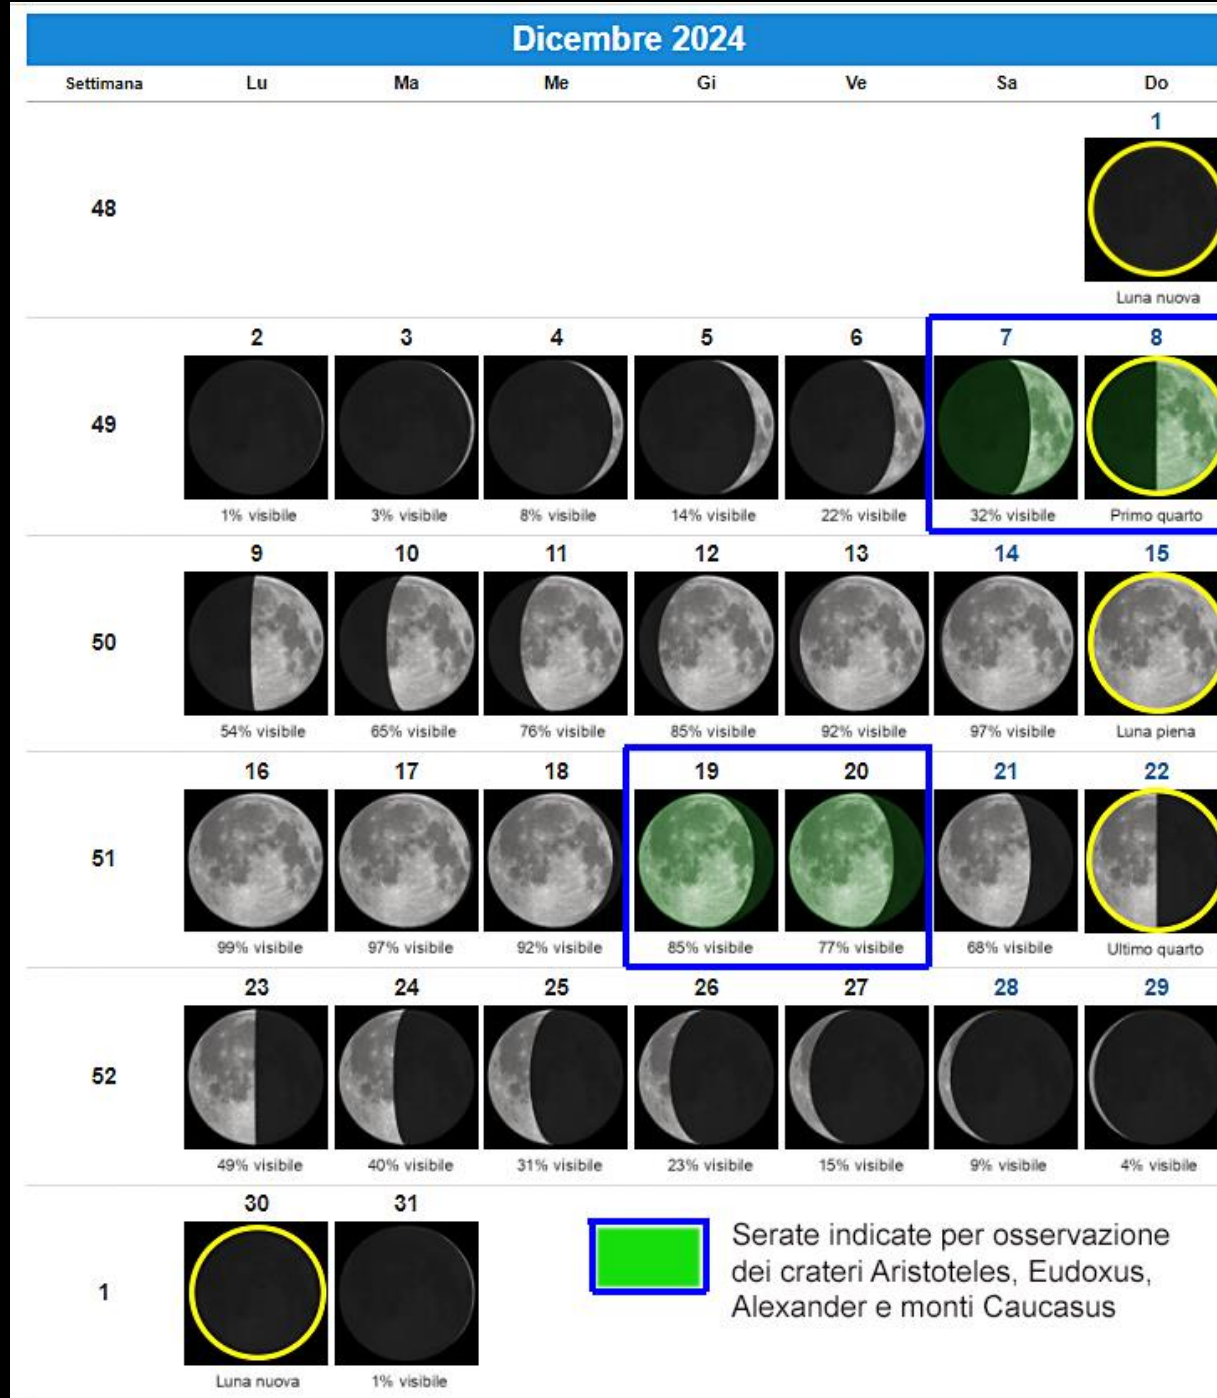 Dicembre 2024
Settimana Lu Ma Me Gi Ve Sa Do
1
48
Luna nuova
2 3 4 5 6 7 8
49
1% visibile 3% visibile 8% visibile 14% visibile 22% visibile 32% visibile Primo quarto
9 10 11 12 13 14 15
50
54% visibile 65% visibile 76% visibile 85% visibile 92% visibile 97% visibile Luna piena
16 17 18 19 20 21 22
51
99% visibile 97% visibile 92% visibile 85% visibile 77% visibile 68% visibile Ultimo quarto
23 24 25 26 27 28 29
52
49% visibile 40% visibile 31% visibile 23% visibile 15% visibile 9% visibile 4% visibile
30 31
1
Luna nuova 1% visibile
Serate indicate per osservazione
dei crateri Aristoteles, Eudoxus,
Alexander e monti Caucasus